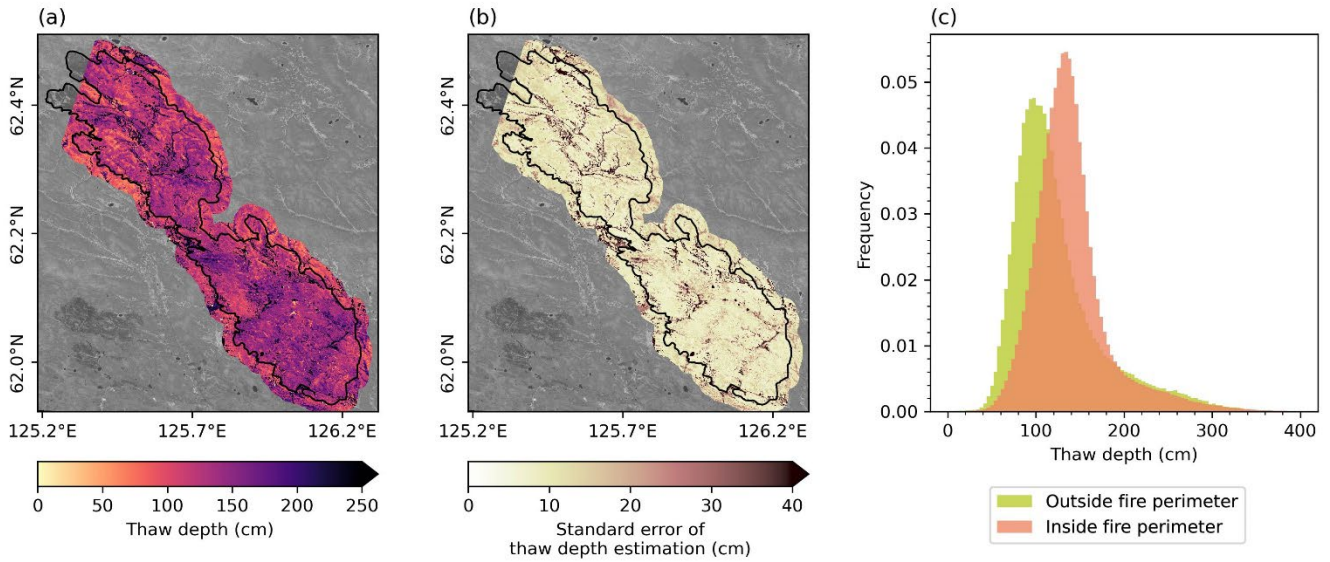 (a)
62.4°N
62.2°N
62.0°N
125.2°E 125.7°E 126.2°E
0 50 100 150 200 250
Thaw depth (cm)
(b)
62.4°N
62.2°N
62.0°N
125.2°E 125.7°E 126.2°E
0 10 20 30 40
Standard error of
thaw depth estimation (cm)
(c)
Frequency
0.05
0.04
0.03
0.02
0.01
0.00
0 100 200 300 400
Thaw depth (cm)
Outside fire perimeter
Inside fire perimeter